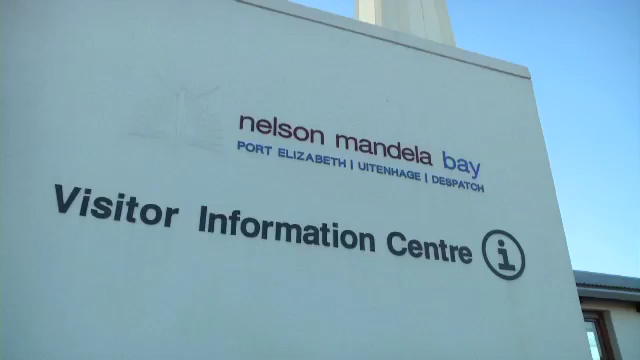 nelson mandela bay
PORT ELIZABETH | UITENHAGE | DESPATCH
Visitor Information Centre i